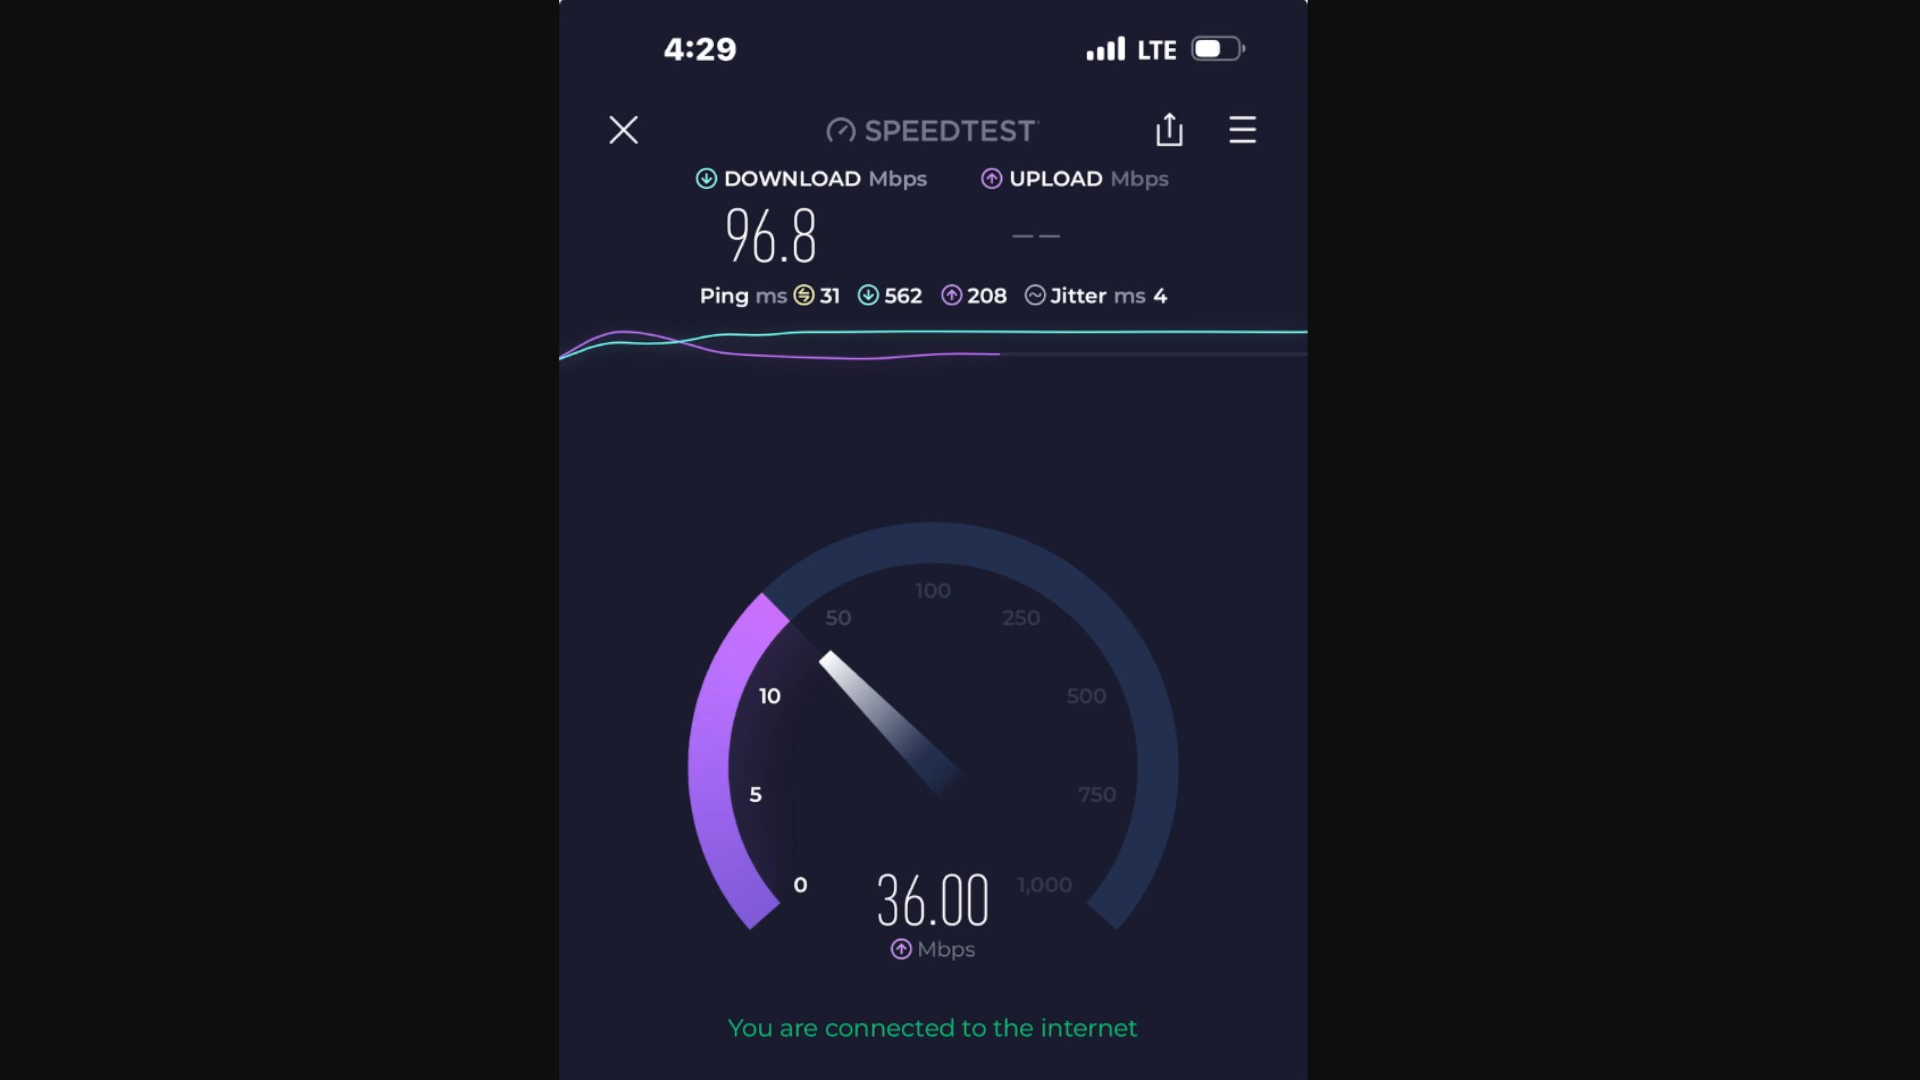 4:29 LTE
SPEEDTEST
DOWNLOAD Mbps UPLOAD Mbps
96.8 — —
Ping ms 31 562 208 Jitter ms 4
100
50 250
10 500
5 750
0 1,000
36.00
Mbps
You are connected to the internet